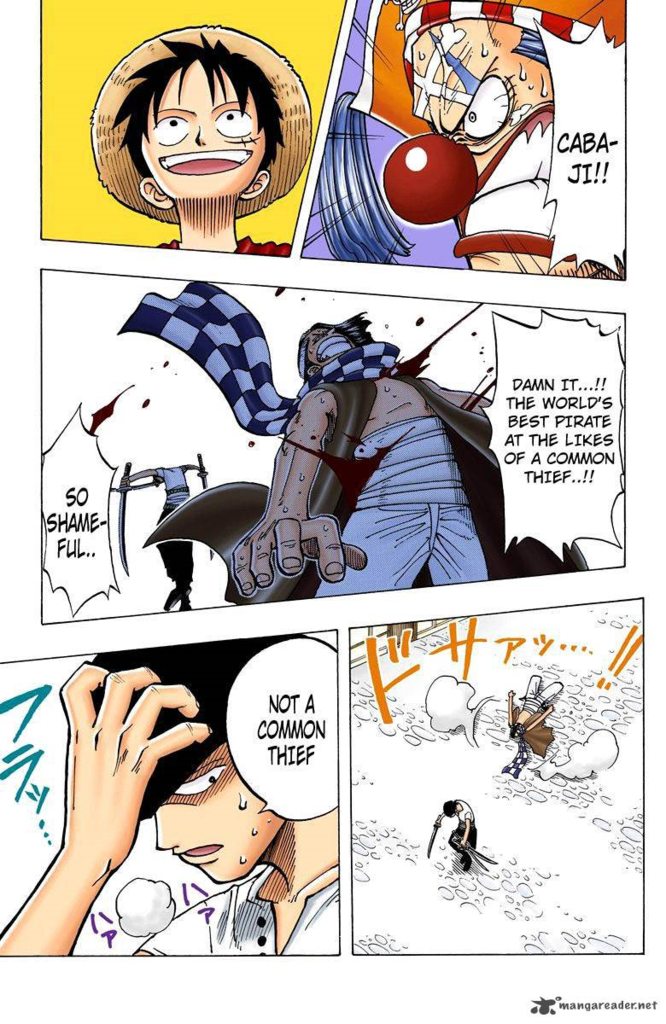 CABA-
JI!!
DAMN IT...!!
THE WORLD'S
BEST PIRATE
AT THE LIKES
OF A COMMON
THIEF..!!
SO
SHAME-
FUL..
NOT A
COMMON
THIEF
フラッ…
ハァ
ハァ
ドサァッ....!!
mangareader.net